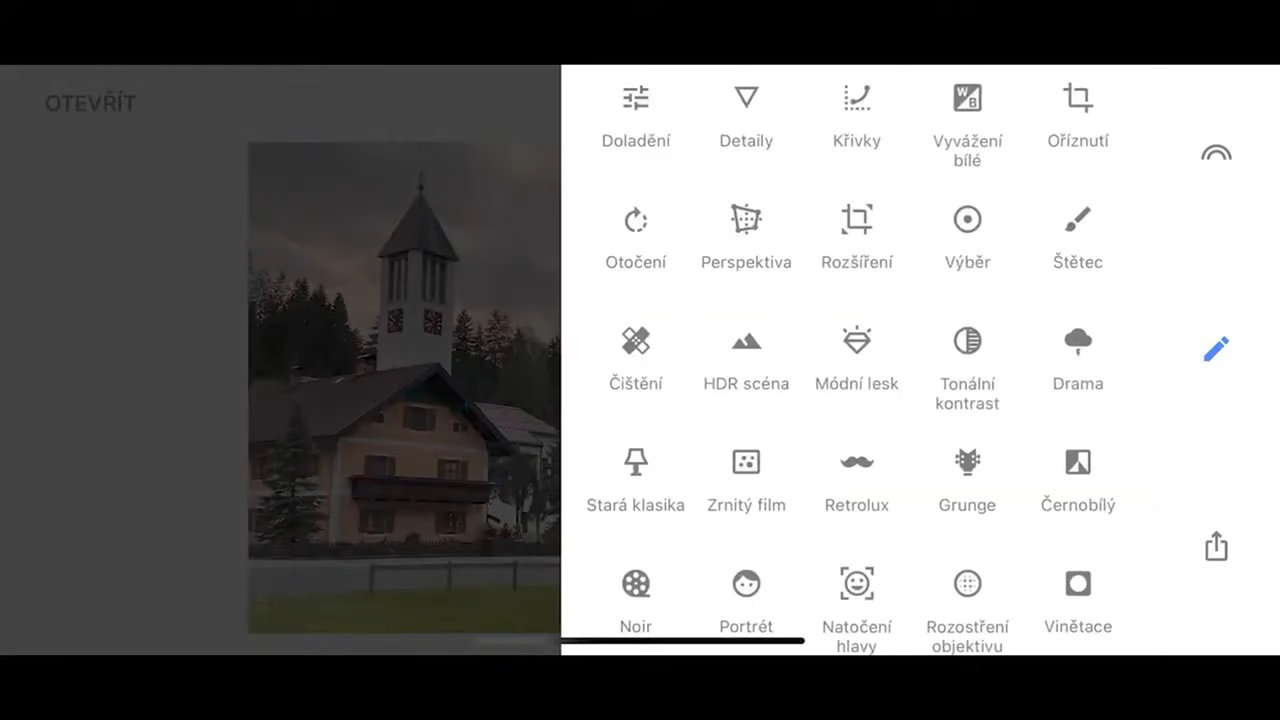 OTEVŘÍT
Doladění
Detaily
Křivky
Vyvážení
bílé
Oříznutí
Otočení
Perspektiva
Rozšíření
Výběr
Štětec
Čištění
HDR scéna
Módní lesk
Tonální
kontrast
Drama
Stará klasika
Zrnitý film
Retrolux
Grunge
Černobílý
Noir
Portrét
Natočení
hlavy
Rozostření
objektivu
Vinětace